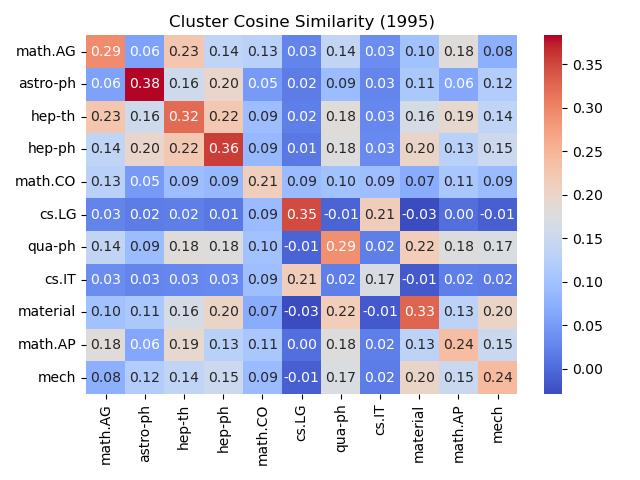 Cluster Cosine Similarity (1995)
math.AG 0.29 0.06 0.23 0.14 0.13 0.03 0.14 0.03 0.10 0.18 0.08
astro-ph 0.06 0.38 0.16 0.20 0.05 0.02 0.09 0.03 0.11 0.06 0.12
hep-th 0.23 0.16 0.32 0.22 0.09 0.02 0.18 0.03 0.16 0.19 0.14
hep-ph 0.14 0.20 0.22 0.36 0.09 0.01 0.18 0.03 0.20 0.13 0.15
math.CO 0.13 0.05 0.09 0.09 0.21 0.09 0.10 0.09 0.07 0.11 0.09
cs.LG 0.03 0.02 0.02 0.01 0.09 0.35 -0.01 0.21 -0.03 0.00 -0.01
qua-ph 0.14 0.09 0.18 0.18 0.10 -0.01 0.29 0.02 0.22 0.18 0.17
cs.IT 0.03 0.03 0.03 0.03 0.09 0.21 0.02 0.17 -0.01 0.02 0.02
material 0.10 0.11 0.16 0.20 0.07 -0.03 0.22 -0.01 0.33 0.13 0.20
math.AP 0.18 0.06 0.19 0.13 0.11 0.00 0.18 0.02 0.13 0.24 0.15
mech 0.08 0.12 0.14 0.15 0.09 -0.01 0.17 0.02 0.20 0.15 0.24
math.AG astro-ph hep-th hep-ph math.CO cs.LG qua-ph cs.IT material math.AP mech
0.35
0.30
0.25
0.20
0.15
0.10
0.05
0.00